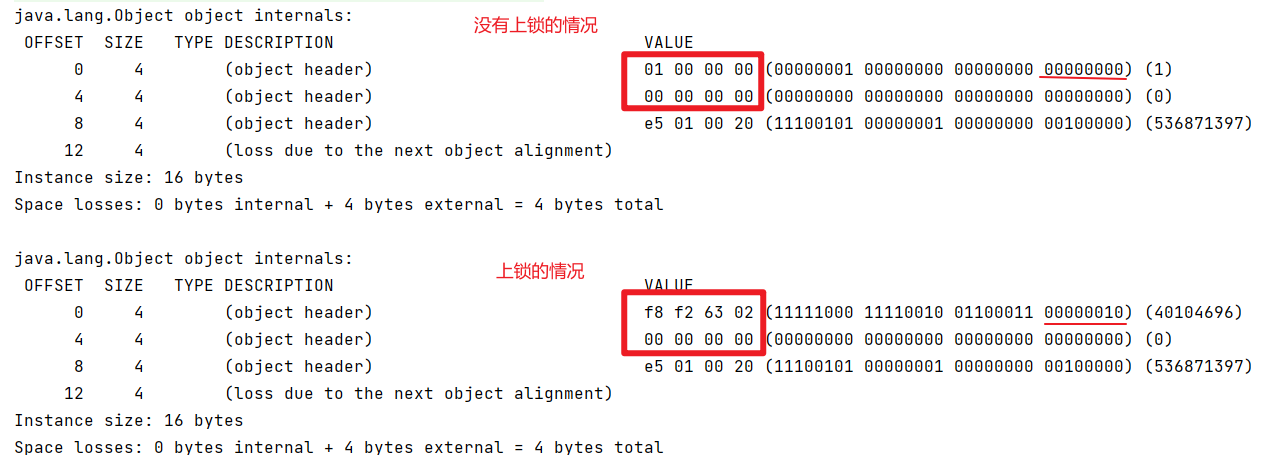 java.lang.Object object internals:
没有上锁的情况
OFFSET SIZE TYPE DESCRIPTION VALUE
0 4 (object header) 01 00 00 00 (00000001 00000000 00000000 00000000) (1)
4 4 (object header) 00 00 00 00 (00000000 00000000 00000000 00000000) (0)
8 4 (object header) e5 01 00 20 (11100101 00000001 00000000 00100000) (536871397)
12 4 (loss due to the next object alignment)
Instance size: 16 bytes
Space losses: 0 bytes internal + 4 bytes external = 4 bytes total
java.lang.Object object internals:
上锁的情况
OFFSET SIZE TYPE DESCRIPTION VALUE
0 4 (object header) f8 f2 63 02 (11111000 11110010 01100011 00000010) (40104696)
4 4 (object header) 00 00 00 00 (00000000 00000000 00000000 00000000) (0)
8 4 (object header) e5 01 00 20 (11100101 00000001 00000000 00100000) (536871397)
12 4 (loss due to the next object alignment)
Instance size: 16 bytes
Space losses: 0 bytes internal + 4 bytes external = 4 bytes total